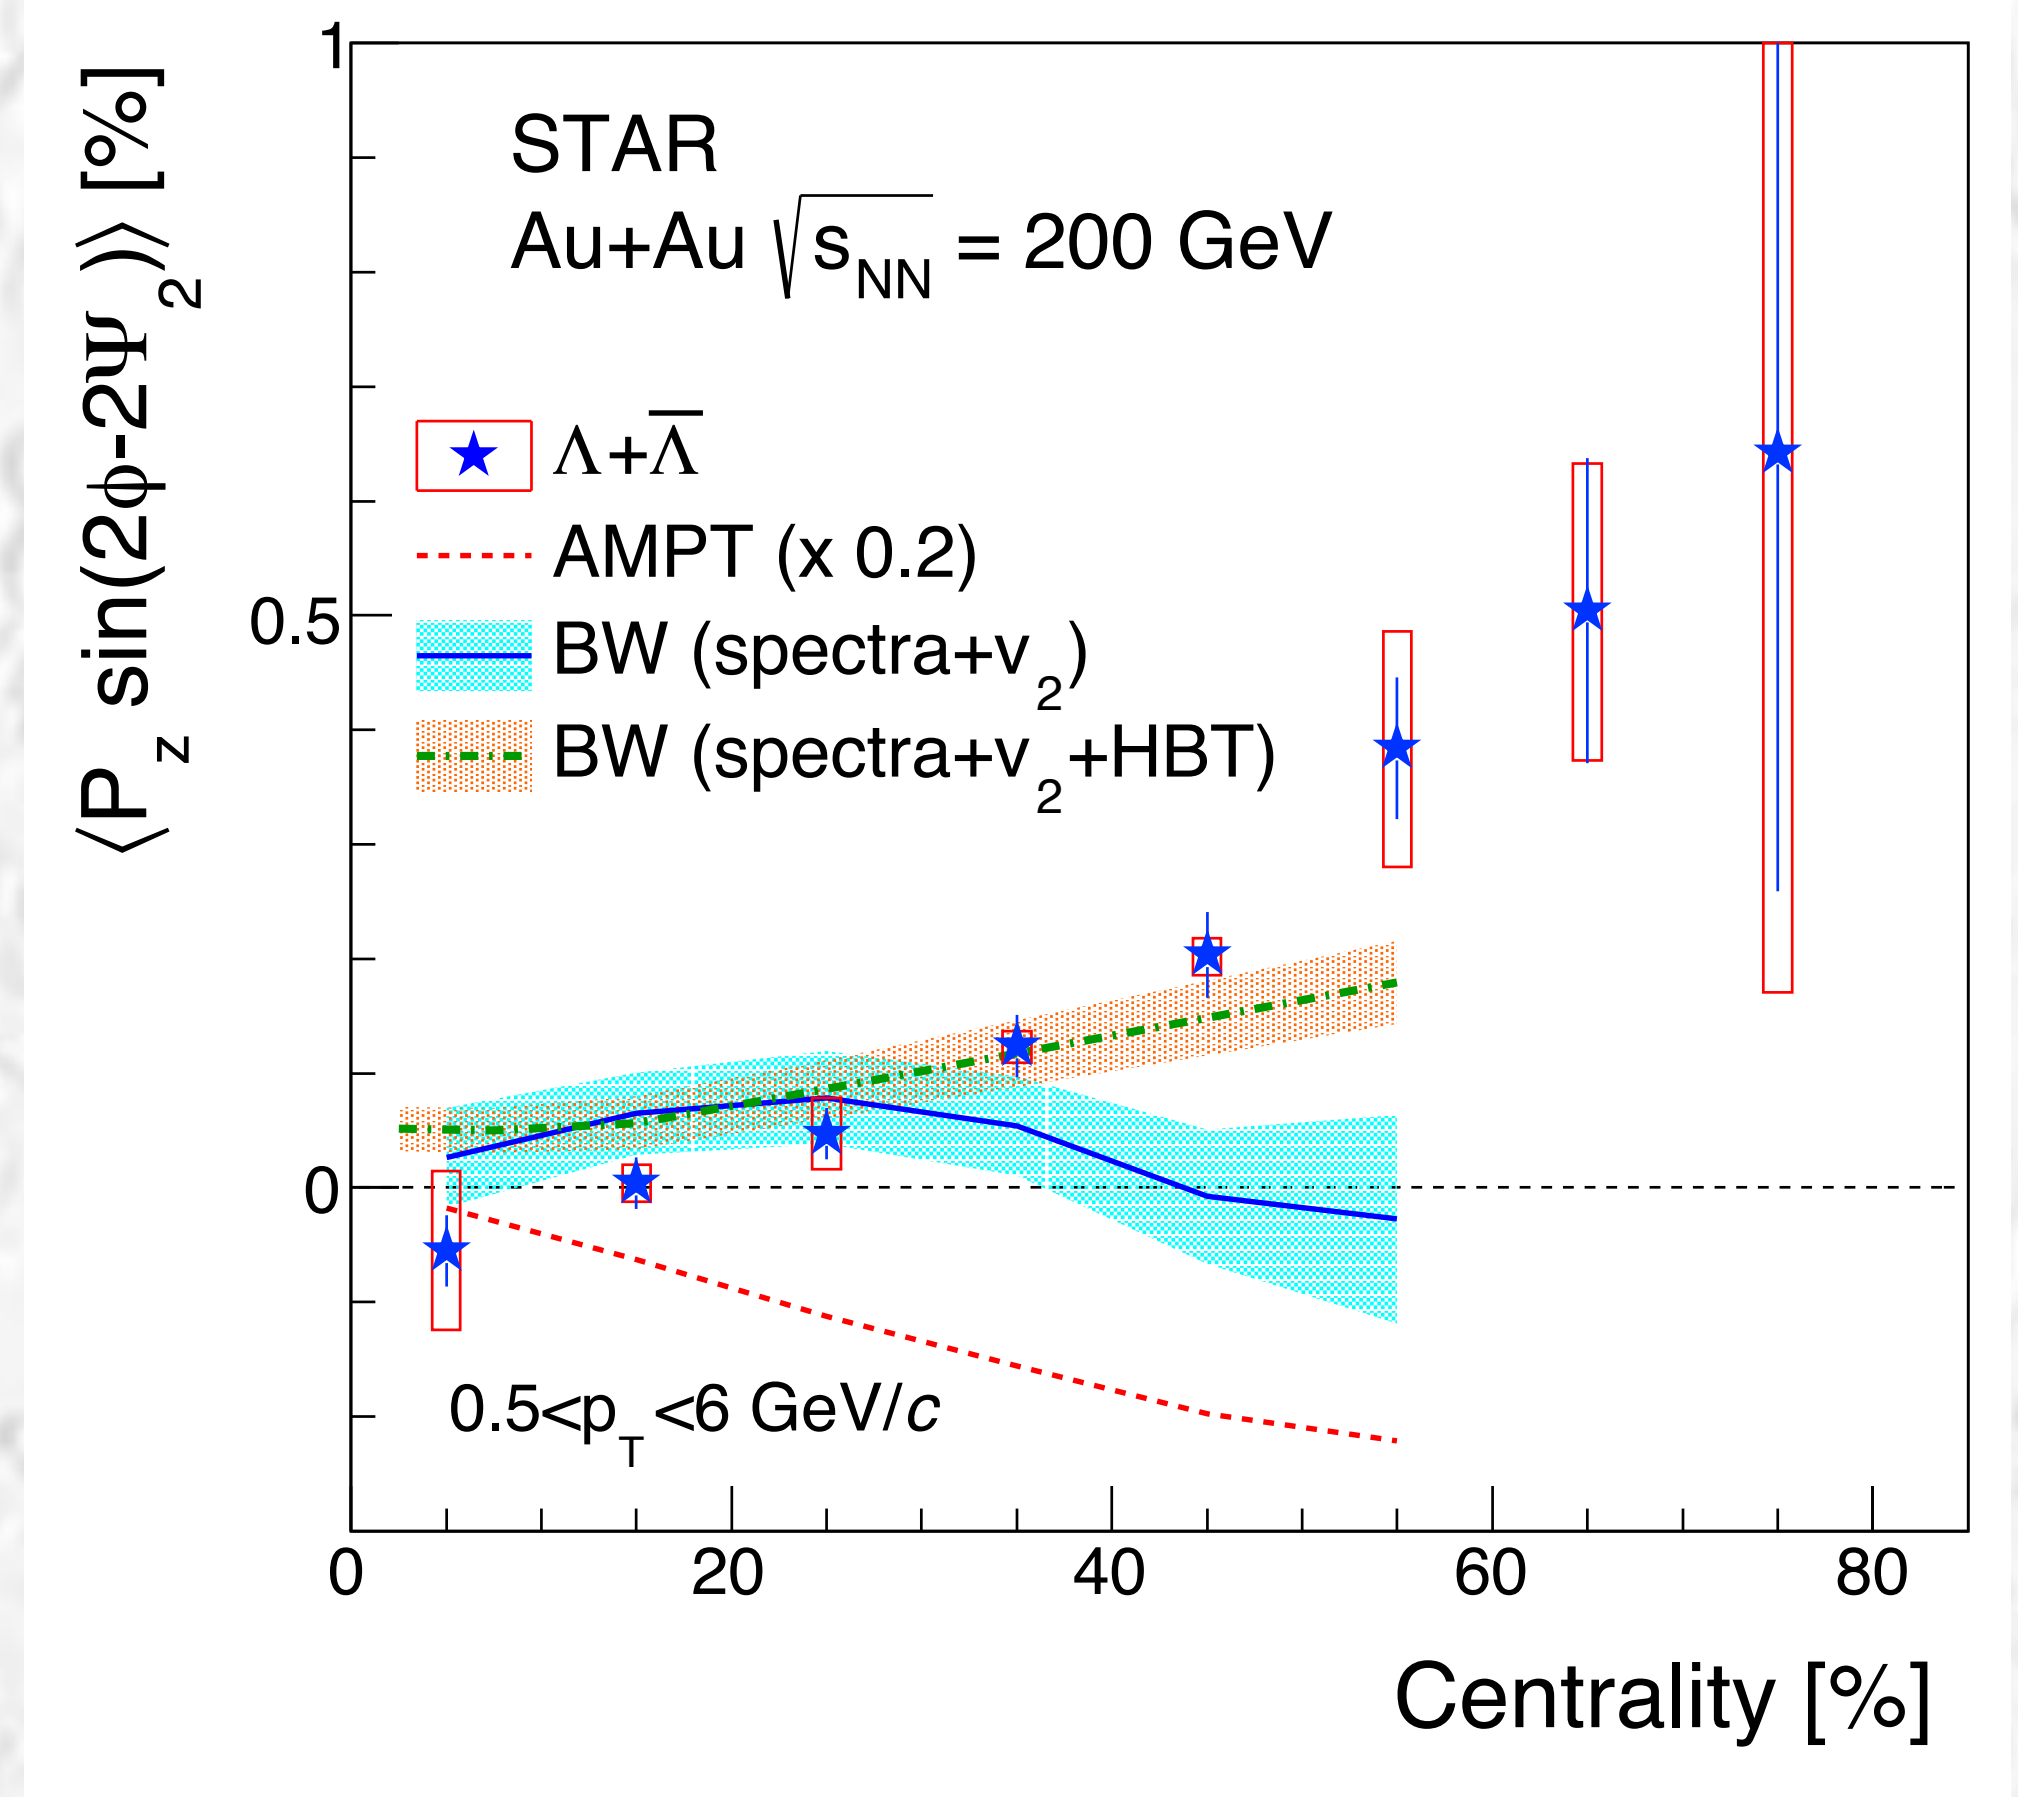 ⟨P_z sin(2ϕ-2Ψ_2)⟩ [%]
1
0.5
0
STAR
Au+Au √s_NN = 200 GeV
Λ+Λ̅
AMPT (x 0.2)
BW (spectra+v_2)
BW (spectra+v_2+HBT)
0.5<p_T<6 GeV/c
0 20 40 60 80
Centrality [%]